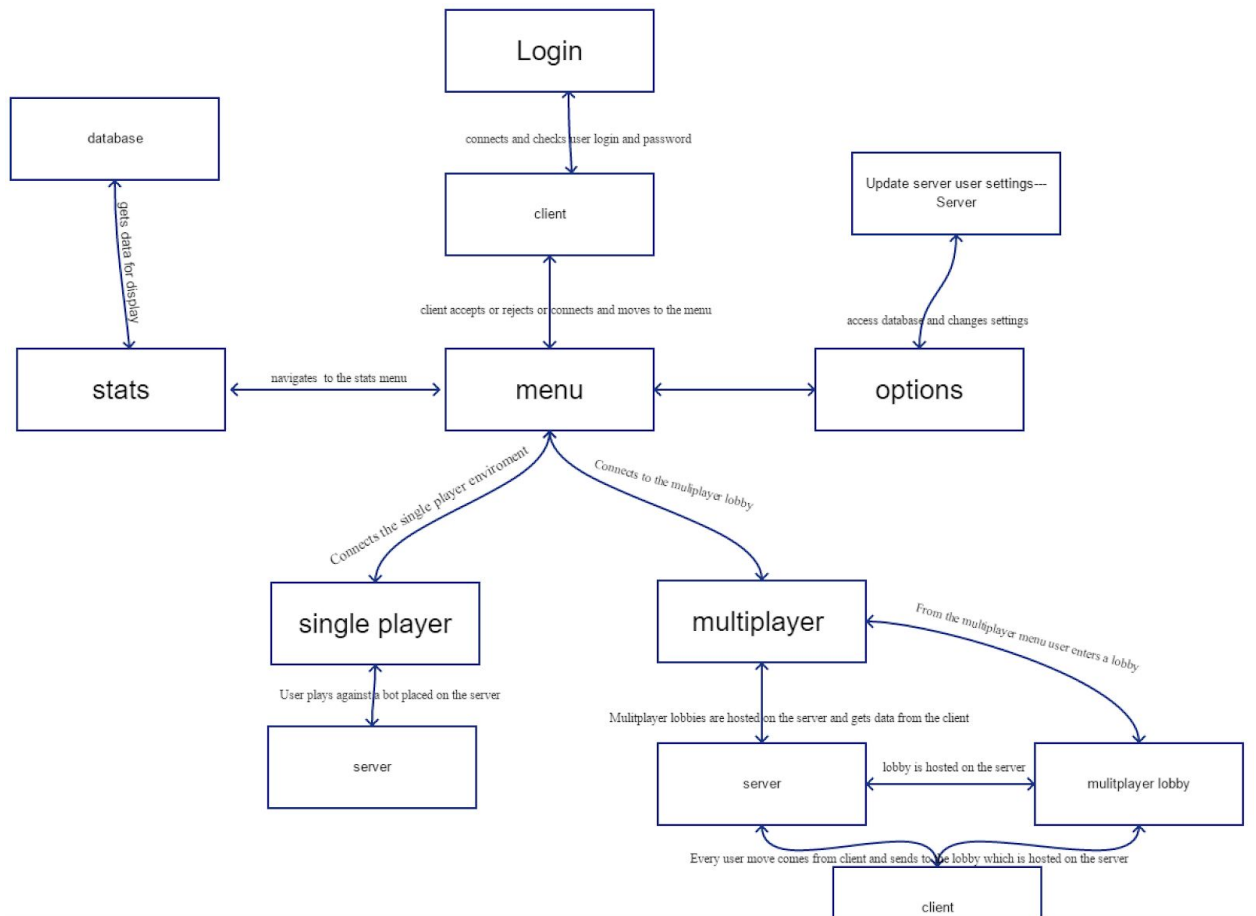 Login
database
connects and checks user login and password
Update server user settings---
Server
client
gets data for display
client accepts or rejects or connects and moves to the menu
access database and changes settings
stats
navigates  to the stats menu
menu
options
Connects the single player enviroment
Connects to the muliplayer lobby
single player
multiplayer
From the multiplayer menu user enters a lobby
User plays against a bot placed on the server
Mulitplayer lobbies are hosted on the server and gets data from the client
server
server
lobby is hosted on the server
mulitplayer lobby
Every user move comes from client and sends to the lobby which is hosted on the server
client